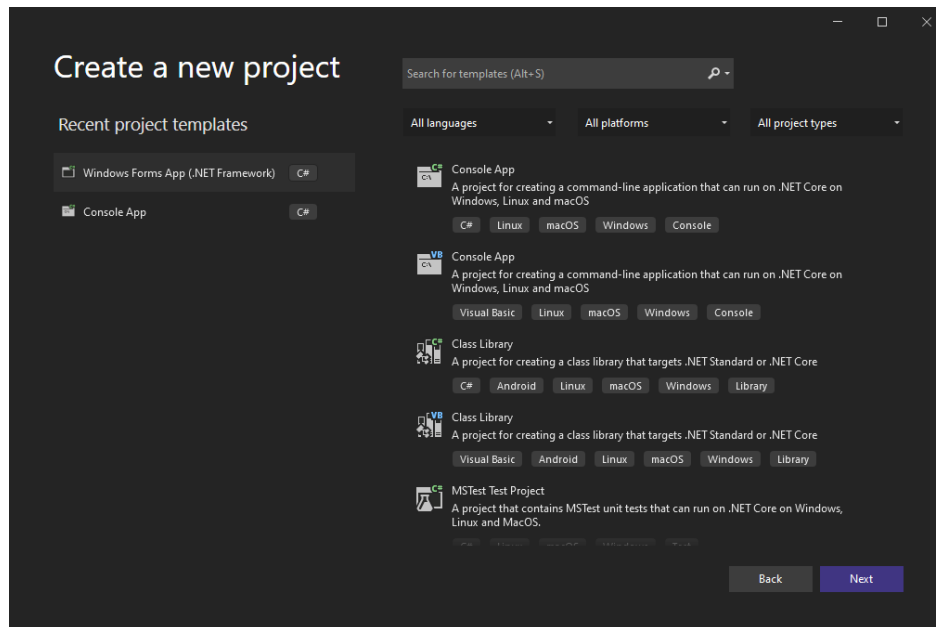 Create a new project
Search for templates (Alt+S)
Recent project templates
All languages
All platforms
All project types
Windows Forms App (.NET Framework)
C#
Console App
C#
C#
C:\
Console App
A project for creating a command-line application that can run on .NET Core on
Windows, Linux and macOS
C#
Linux
macOS
Windows
Console
VB
C:\
Console App
A project for creating a command-line application that can run on .NET Core on
Windows, Linux and macOS
Visual Basic
Linux
macOS
Windows
Console
C#
Class Library
A project for creating a class library that targets .NET Standard or .NET Core
C#
Android
Linux
macOS
Windows
Library
VB
Class Library
A project for creating a class library that targets .NET Standard or .NET Core
Visual Basic
Android
Linux
macOS
Windows
Library
C#
MSTest Test Project
A project that contains MSTest unit tests that can run on .NET Core on Windows,
Linux and MacOS.
C#
Linux
macOS
Windows
Test
Back
Next